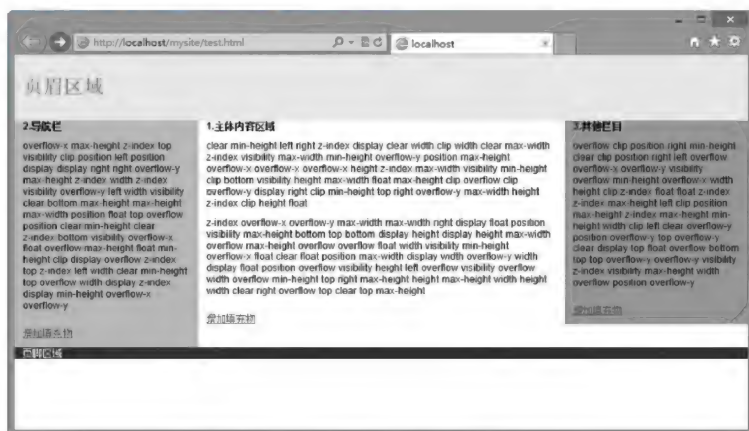 http://localhost/mysite/test.html
localhost
页眉区域
2.导航栏
overflow-x max-height z-index top
visibility clip position left position
display display right right overflow-y
max-height z-index width z-index
visibility overflow-y left width visibility
clear bottom max-height max-height
max-width position float top overflow
position clear min-height clear
z-index bottom visibility overflow-x
float overflow max-height float min-
height clip display overflow z-index
top z-index left width clear min-height
top overflow width display z-index
display min-height overflow-x
overflow-y
添加填充物
1.主体内容区域
clear min-height left right z-index display clear width clip width clear max-width
z-index visibility max-width min-height overflow-y position max-height
overflow-x overflow-x overflow-x height z-index max-width visibility min-height
clip bottom visibility height max-width float max-height clip overflow clip
overflow-y display right clip min-height top right overflow-y max-width height
z-index clip height float
z-index overflow-x overflow-y max-width max-width right display float position
visibility max-height bottom top bottom display height display height max-width
overflow max-height overflow overflow float width visibility min-height
overflow-x float clear float position max-width display width overflow-y width
display float position overflow visibility height left overflow visibility overflow
width overflow min-height top right max-height height max-width width height
width clear right overflow top clear top max-height
添加填充物
3.其他栏目
overflow clip position right min-height
clear clip position right left overflow
overflow-x overflow-y visibility
overflow-y min-height overflow-x width
height clip z-index float float z-index
max-height z-index left clip position
max-height z-index max-height min-
height width clip left clear overflow-y
position overflow-y top overflow-y
clear display top float overflow bottom
top top overflow-y overflow-y visibility
z-index visibility max-height width
overflow position overflow-y
添加填充物
页脚区域